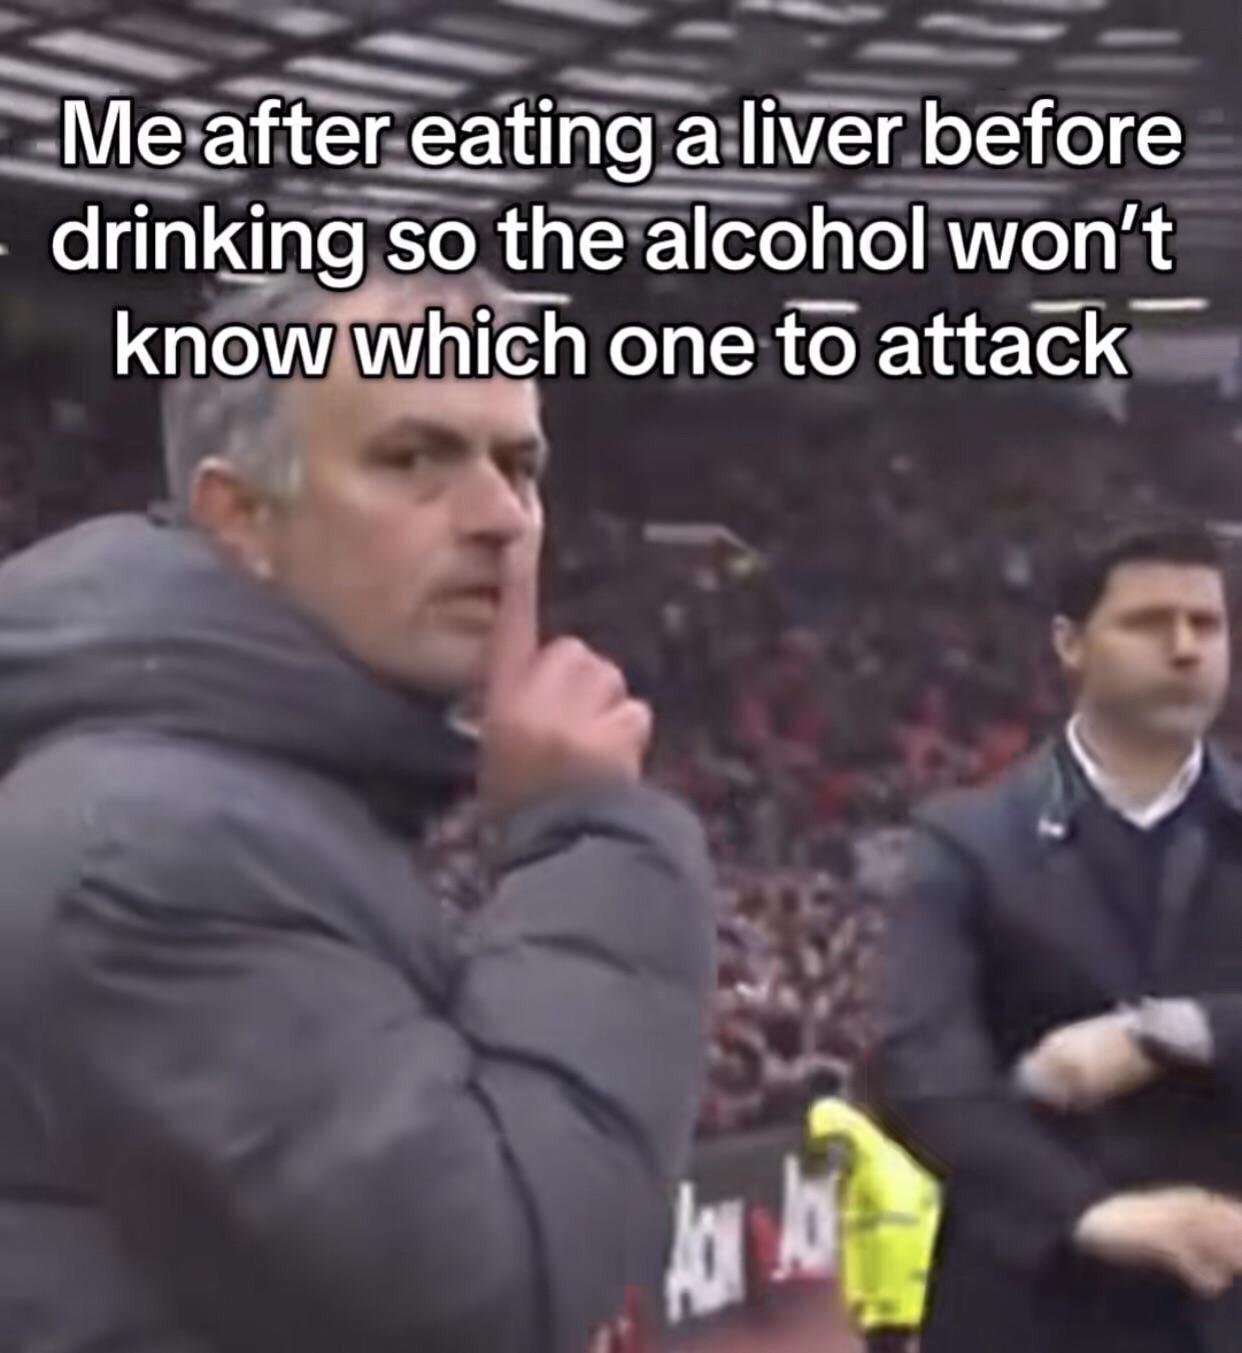 Me after eating a liver before
drinking so the alcohol won't
know which one to attack